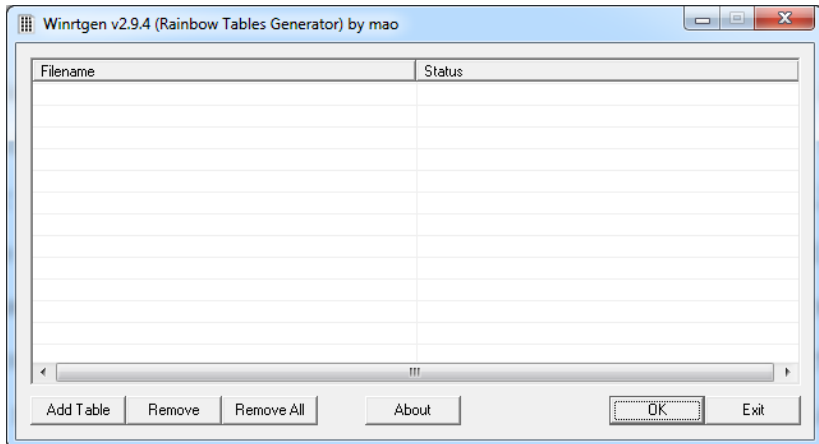 Winrtgen v2.9.4 (Rainbow Tables Generator) by mao
Filename Status
Add Table Remove Remove All About OK Exit